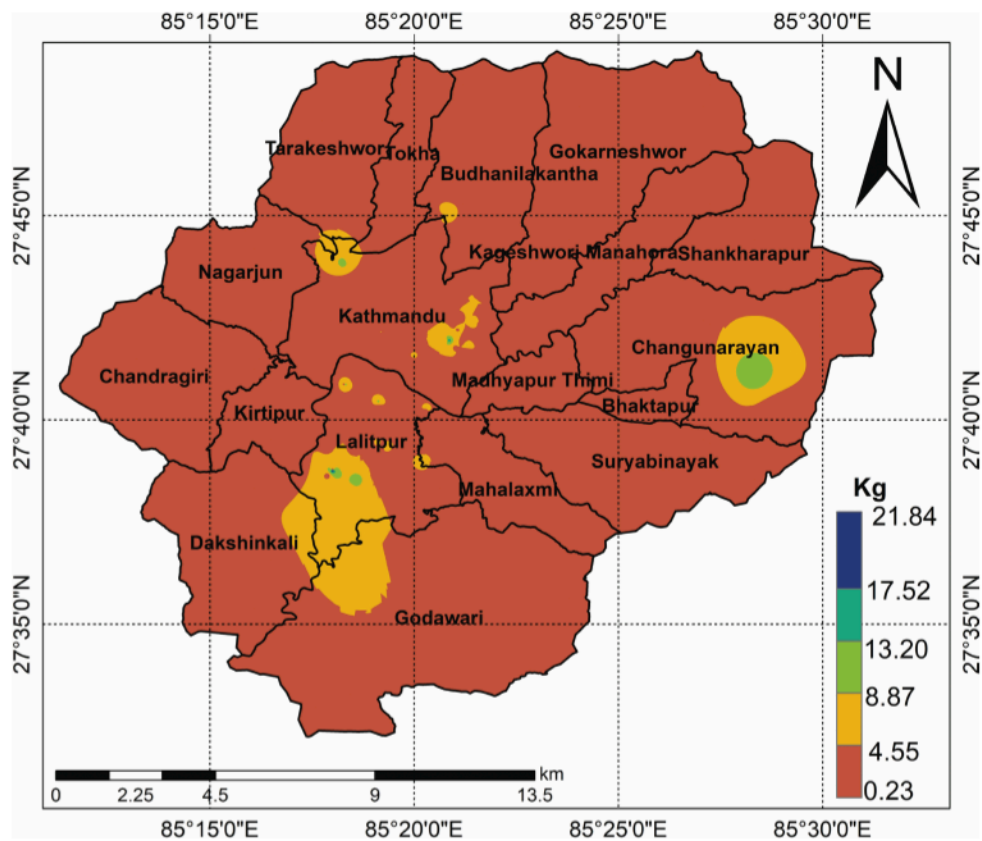 85°15'0"E 85°20'0"E 85°25'0"E 85°30'0"E
N
Tarakeshwor Tokha Gokarneshwor
Budhanilakantha
27°45'0"N 27°45'0"N
Kageshwori Manahora Shankharapur
Nagarjun
Kathmandu
Changunarayan
Chandragiri Madhyapur Thimi
Kirtipur Bhaktapur
27°40'0"N 27°40'0"N
Lalitpur
Suryabinayak
Mahalaxmi
Kg
21.84
Dakshinkali
17.52
Godawari
27°35'0"N 27°35'0"N
13.20
8.87
4.55
0.23
km
0 2.25 4.5 9 13.5
85°15'0"E 85°20'0"E 85°25'0"E 85°30'0"E